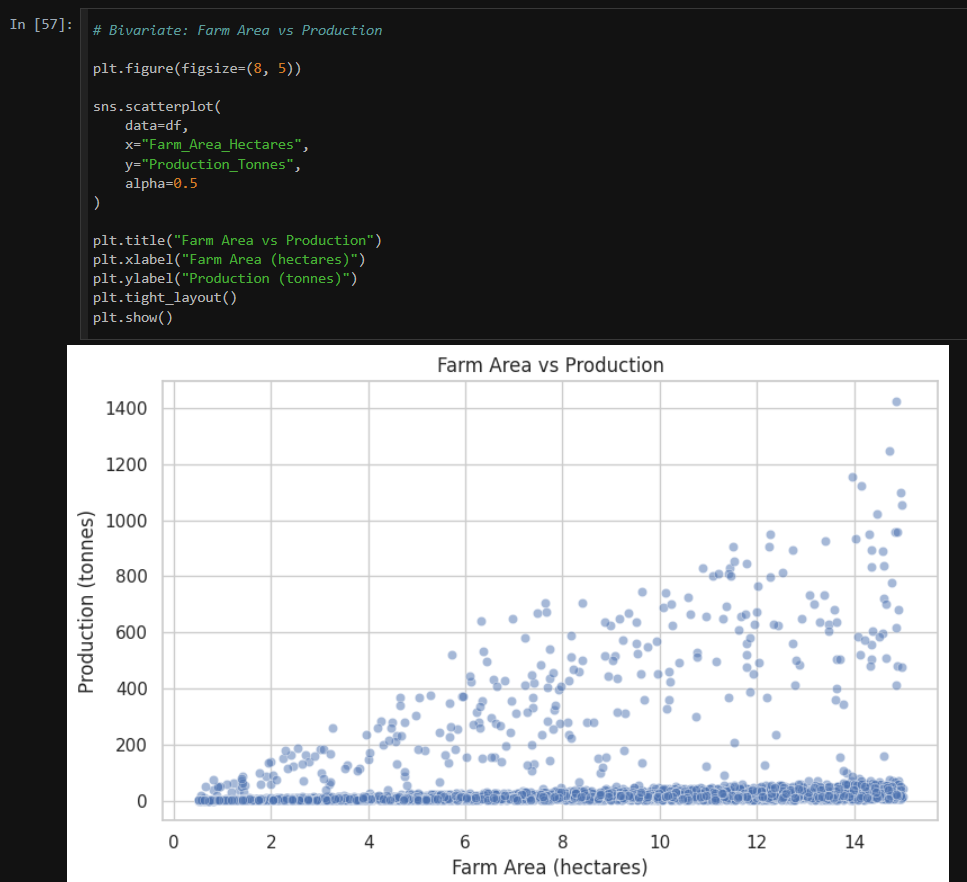 In [57]:
# Bivariate: Farm Area vs Production
plt.figure(figsize=(8, 5))
sns.scatterplot(
data=df,
x="Farm_Area_Hectares",
y="Production_Tonnes",
alpha=0.5
)
plt.title("Farm Area vs Production")
plt.xlabel("Farm Area (hectares)")
plt.ylabel("Production (tonnes)")
plt.tight_layout()
plt.show()
Farm Area vs Production
Production (tonnes)
1400
1200
1000
800
600
400
200
0
0 2 4 6 8 10 12 14
Farm Area (hectares)